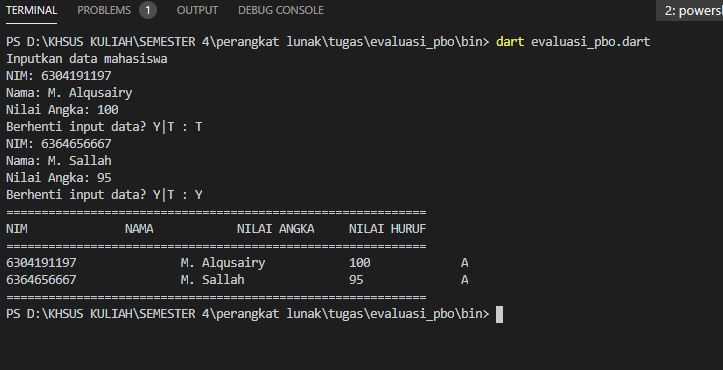 TERMINAL PROBLEMS 1 OUTPUT DEBUG CONSOLE 2: powersh
PS D:\KHSUS KULIAH\SEMESTER 4\perangkat lunak\tugas\evaluasi_pbo\bin> dart evaluasi_pbo.dart
Inputkan data mahasiswa
NIM: 6304191197
Nama: M. Alqusairy
Nilai Angka: 100
Berhenti input data? Y|T : T
NIM: 6364656667
Nama: M. Sallah
Nilai Angka: 95
Berhenti input data? Y|T : Y
============================================================
NIM NAMA NILAI ANGKA NILAI HURUF
============================================================
6304191197 M. Alqusairy 100 A
6364656667 M. Sallah 95 A
============================================================
PS D:\KHSUS KULIAH\SEMESTER 4\perangkat lunak\tugas\evaluasi_pbo\bin>